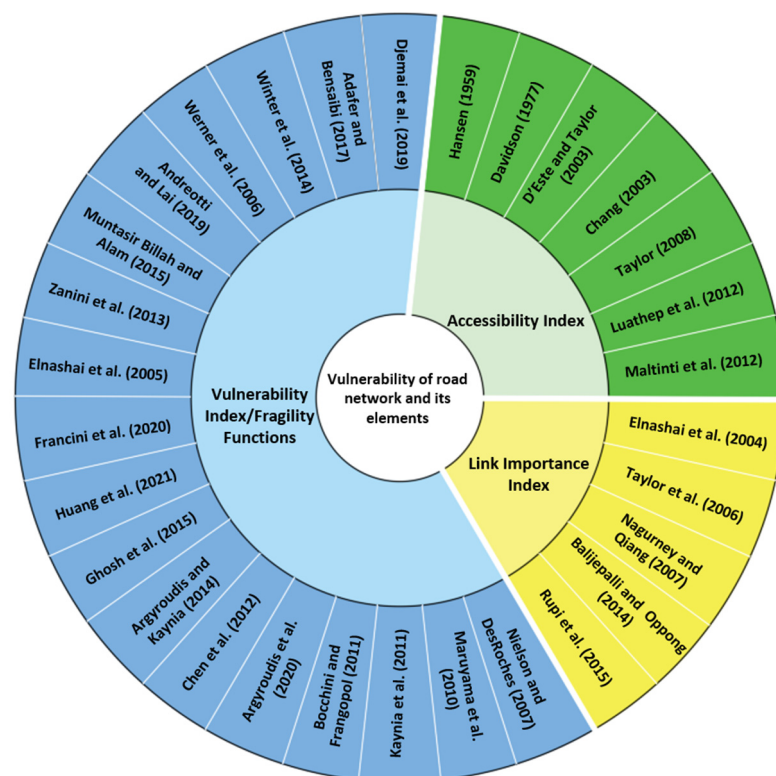 Vulnerability of road
network and its
elements
Accessibility Index
Hansen (1959)
Davidson (1977)
D'Este and Taylor
(2003)
Chang (2003)
Taylor (2008)
Luathep et al. (2012)
Maltinti et al. (2012)
Link Importance
Index
Elnashai et al. (2004)
Taylor et al. (2006)
Nagurney and
Qiang (2007)
Balijepalli and Oppong
(2014)
Rupi et al. (2015)
Vulnerability
Index/Fragility
Functions
Nielson and
DesRoches (2007)
Maruyama et al.
(2010)
Kaynia et al. (2011)
Bocchini and
Frangopol (2011)
Argyroudis et al.
(2020)
Chen et al. (2012)
Argyroudis and
Kaynia (2014)
Ghosh et al. (2015)
Huang et al. (2021)
Francini et al. (2020)
Elnashai et al. (2005)
Zanini et al. (2013)
Muntasir Billah and
Alam (2015)
Andreotti
and Lai (2019)
Werner et al. (2006)
Winter et al. (2014)
Adafer and
Bensaibi (2017)
Djemai et al. (2019)